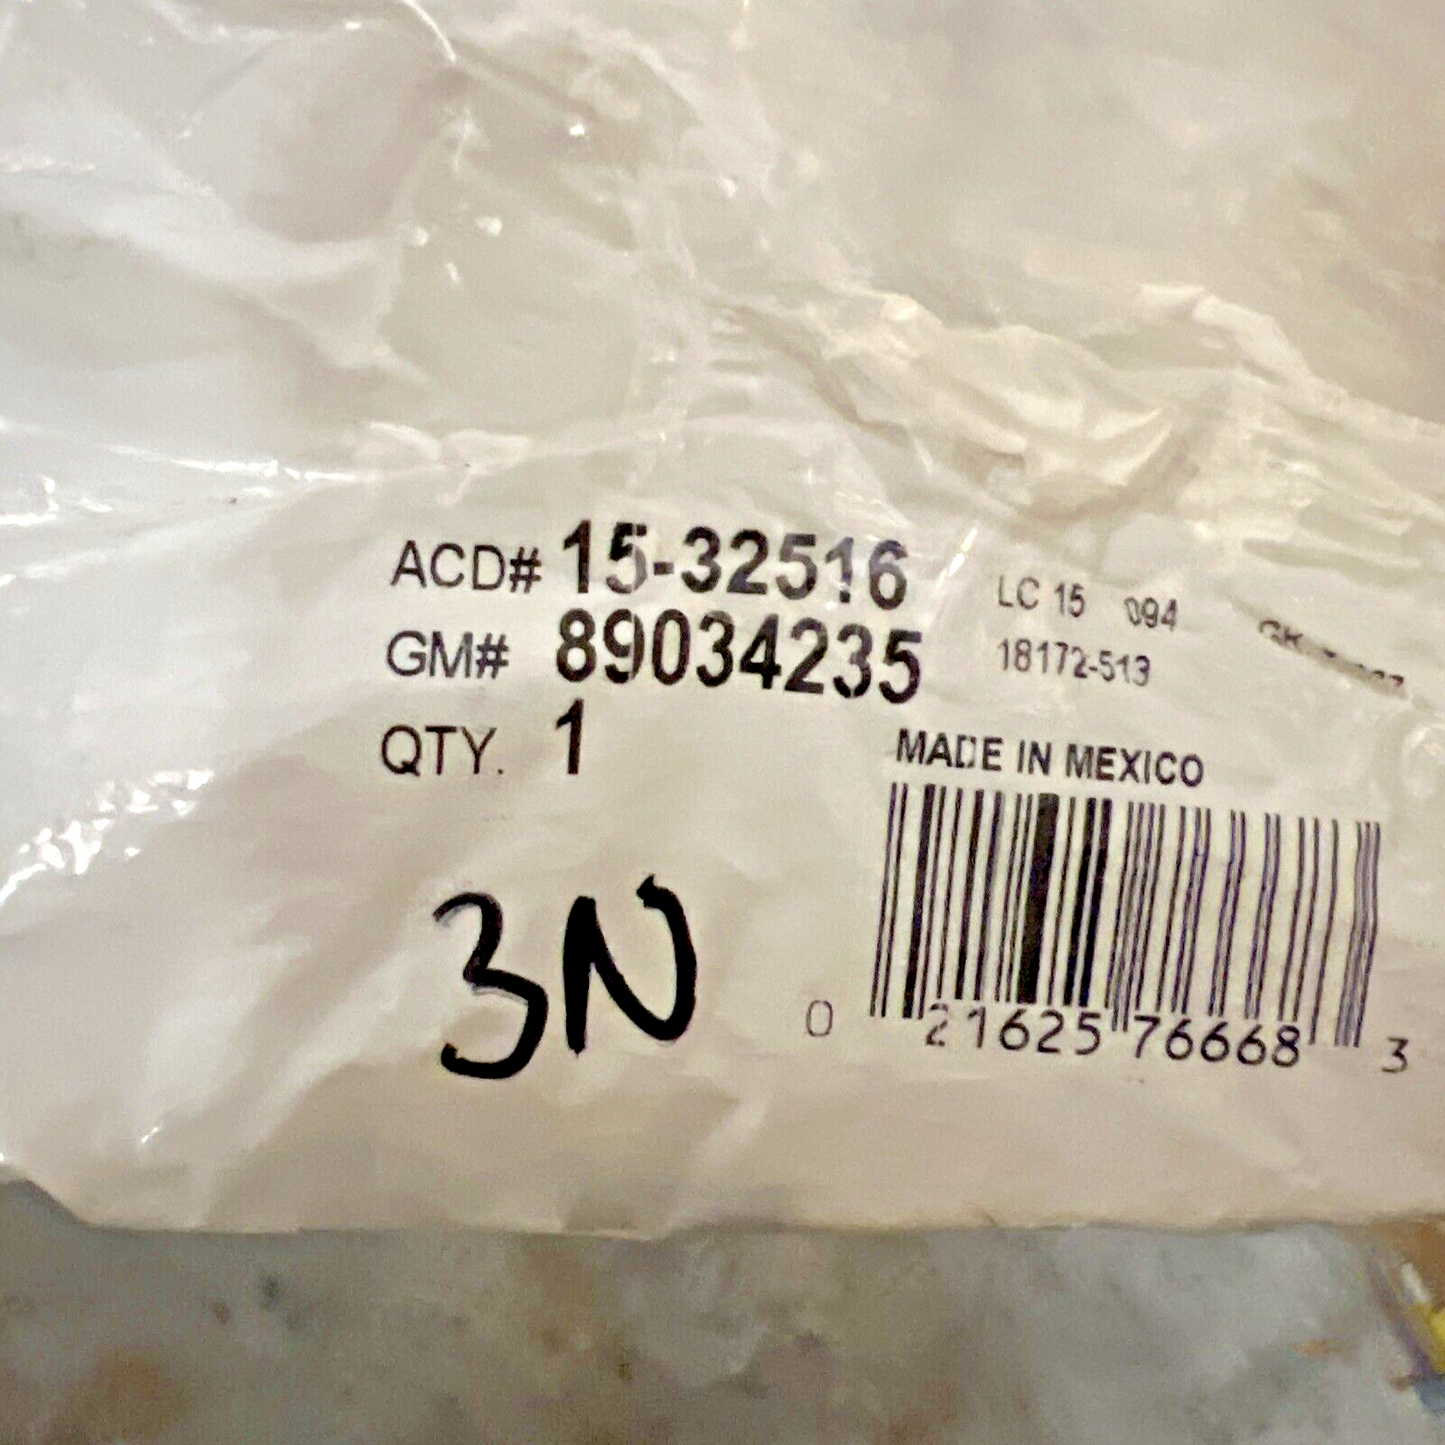 ACD# 15-32516
GM# 89034235
QTY. 1
LC 15 094
18172-513
MADE IN MEXICO
0 21625 76668 3
3N